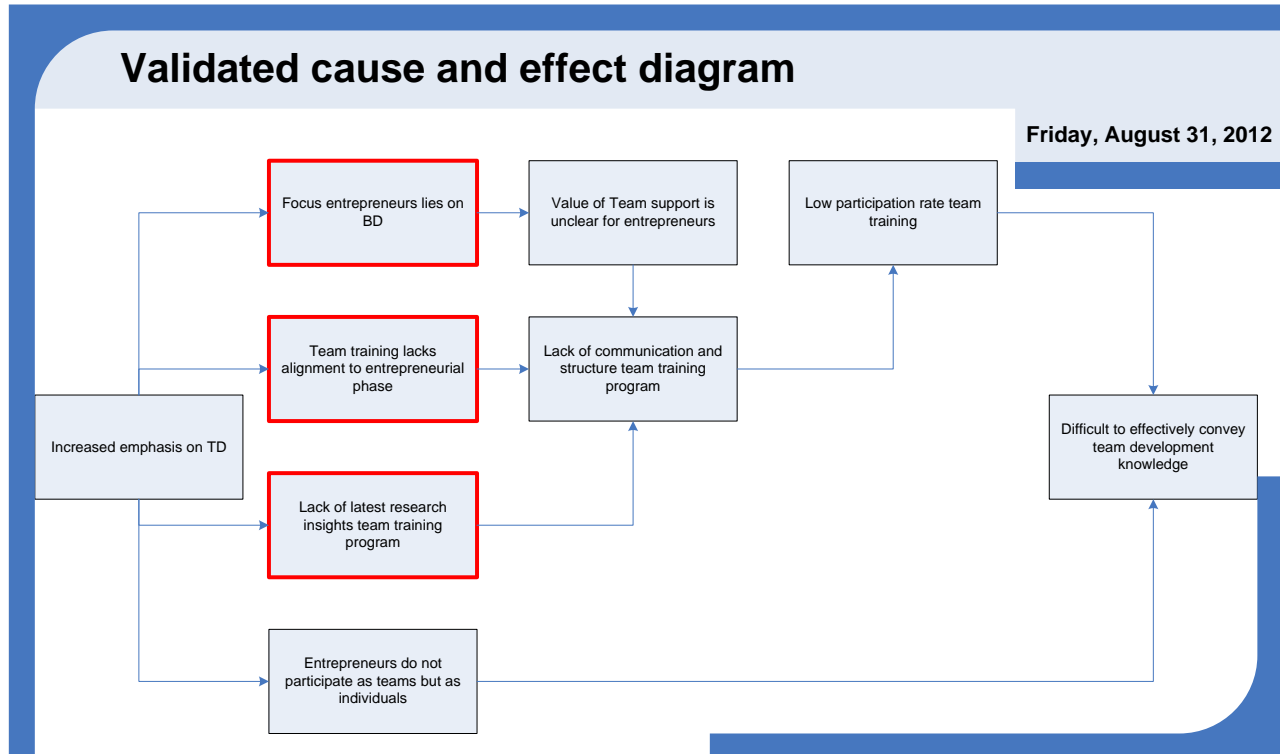 Validated cause and effect diagram
Friday, August 31, 2012
Focus entrepreneurs lies on
BD
Value of Team support is
unclear for entrepreneurs
Low participation rate team
training
Team training lacks
alignment to entrepreneurial
phase
Lack of communication and
structure team training
program
Increased emphasis on TD
Difficult to effectively convey
team development
knowledge
Lack of latest research
insights team training
program
Entrepreneurs do not
participate as teams but as
individuals